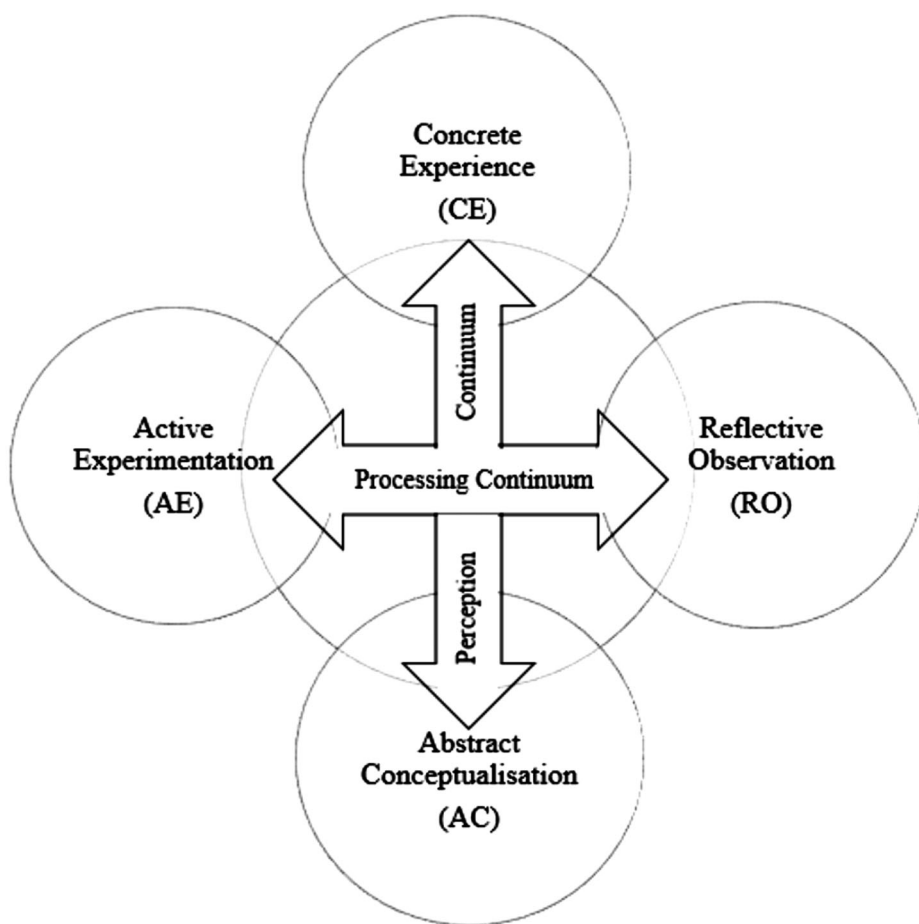 Concrete
Experience
(CE)
Continuum
Active
Experimentation
(AE)
Processing Continuum
Reflective
Observation
(RO)
Perception
Abstract
Conceptualisation
(AC)